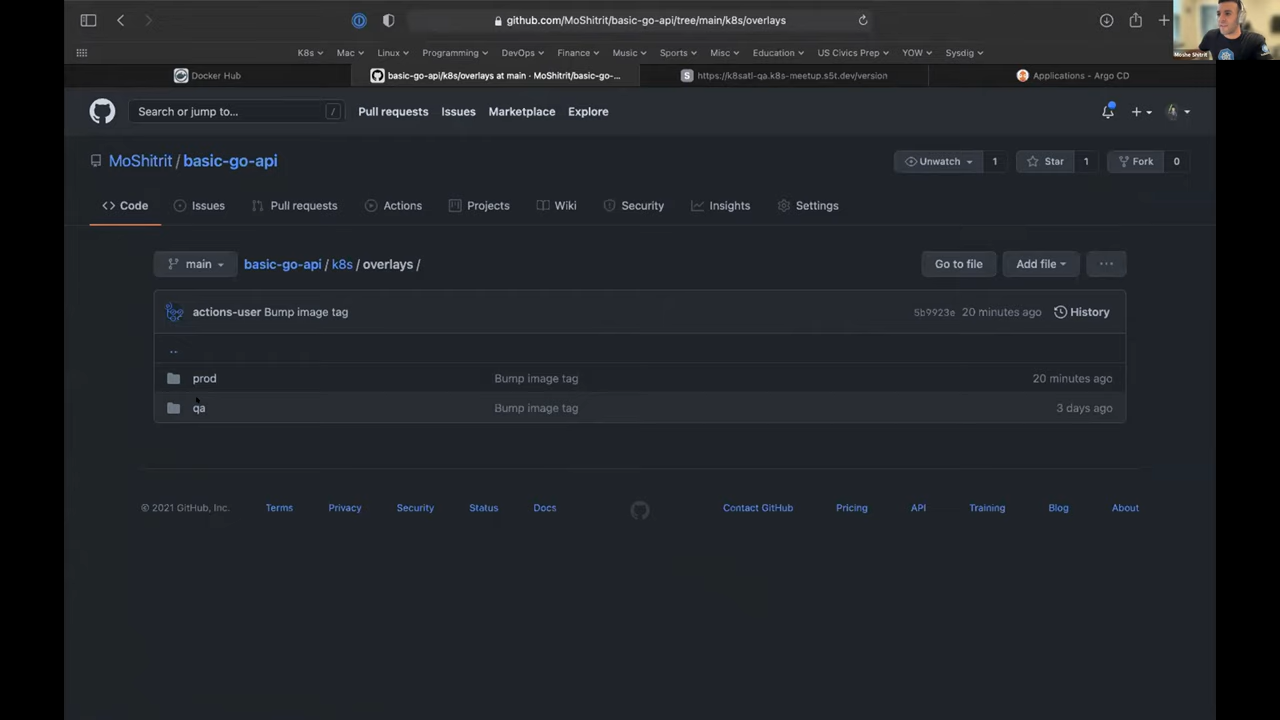 github.com/MoShitrit/basic-go-api/tree/main/k8s/overlays
Moshe Shitrit
K8s Mac Linux Programming DevOps Finance Music Sports Misc Education US Civics Prep YOW Sysdig
Docker Hub
basic-go-api/k8s/overlays at main · MoShitrit/basic-go-...
https://k8satl-qa.k8s-meetup.s5t.dev/version
Applications - Argo CD
Search or jump to... /
Pull requests Issues Marketplace Explore
MoShitrit / basic-go-api
Unwatch 1 Star 1 Fork 0
<> Code Issues Pull requests Actions Projects Wiki Security Insights Settings
main basic-go-api / k8s / overlays /
Go to file Add file ...
actions-user Bump image tag 5b9923e 20 minutes ago History
..
prod Bump image tag 20 minutes ago
qa Bump image tag 3 days ago
© 2021 GitHub, Inc. Terms Privacy Security Status Docs Contact GitHub Pricing API Training Blog About